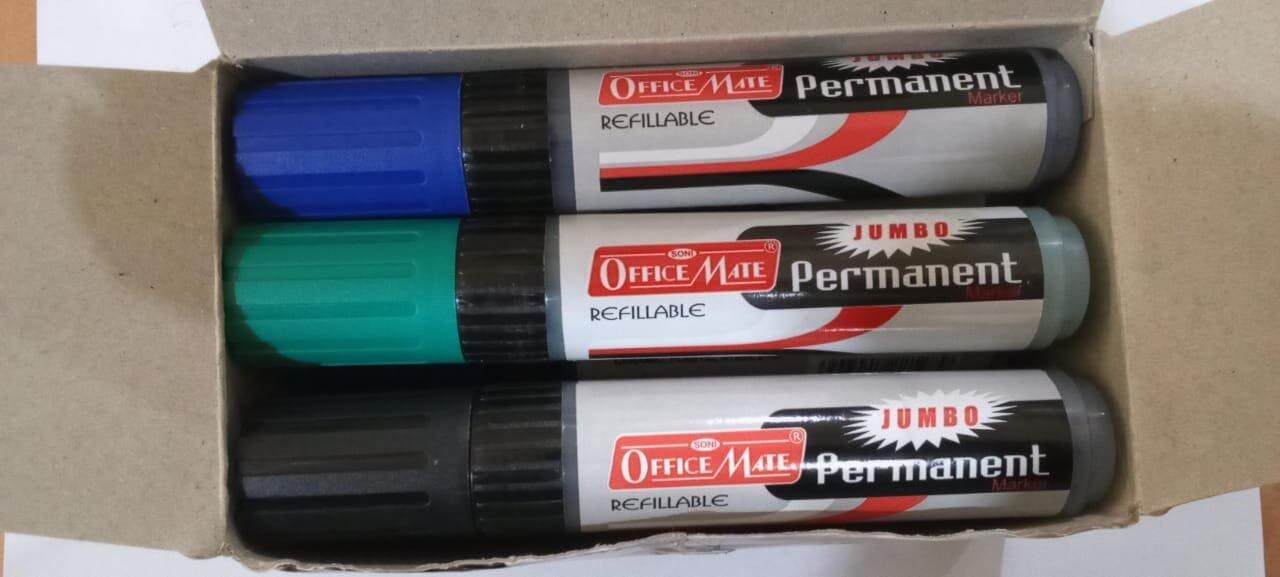 JUMBO
SONI
OFFICE MATE®
Permanent
Marker
REFILLABLE
JUMBO
SONI
OFFICE MATE®
Permanent
Marker
REFILLABLE
JUMBO
SONI
OFFICE MATE®
Permanent
Marker
REFILLABLE